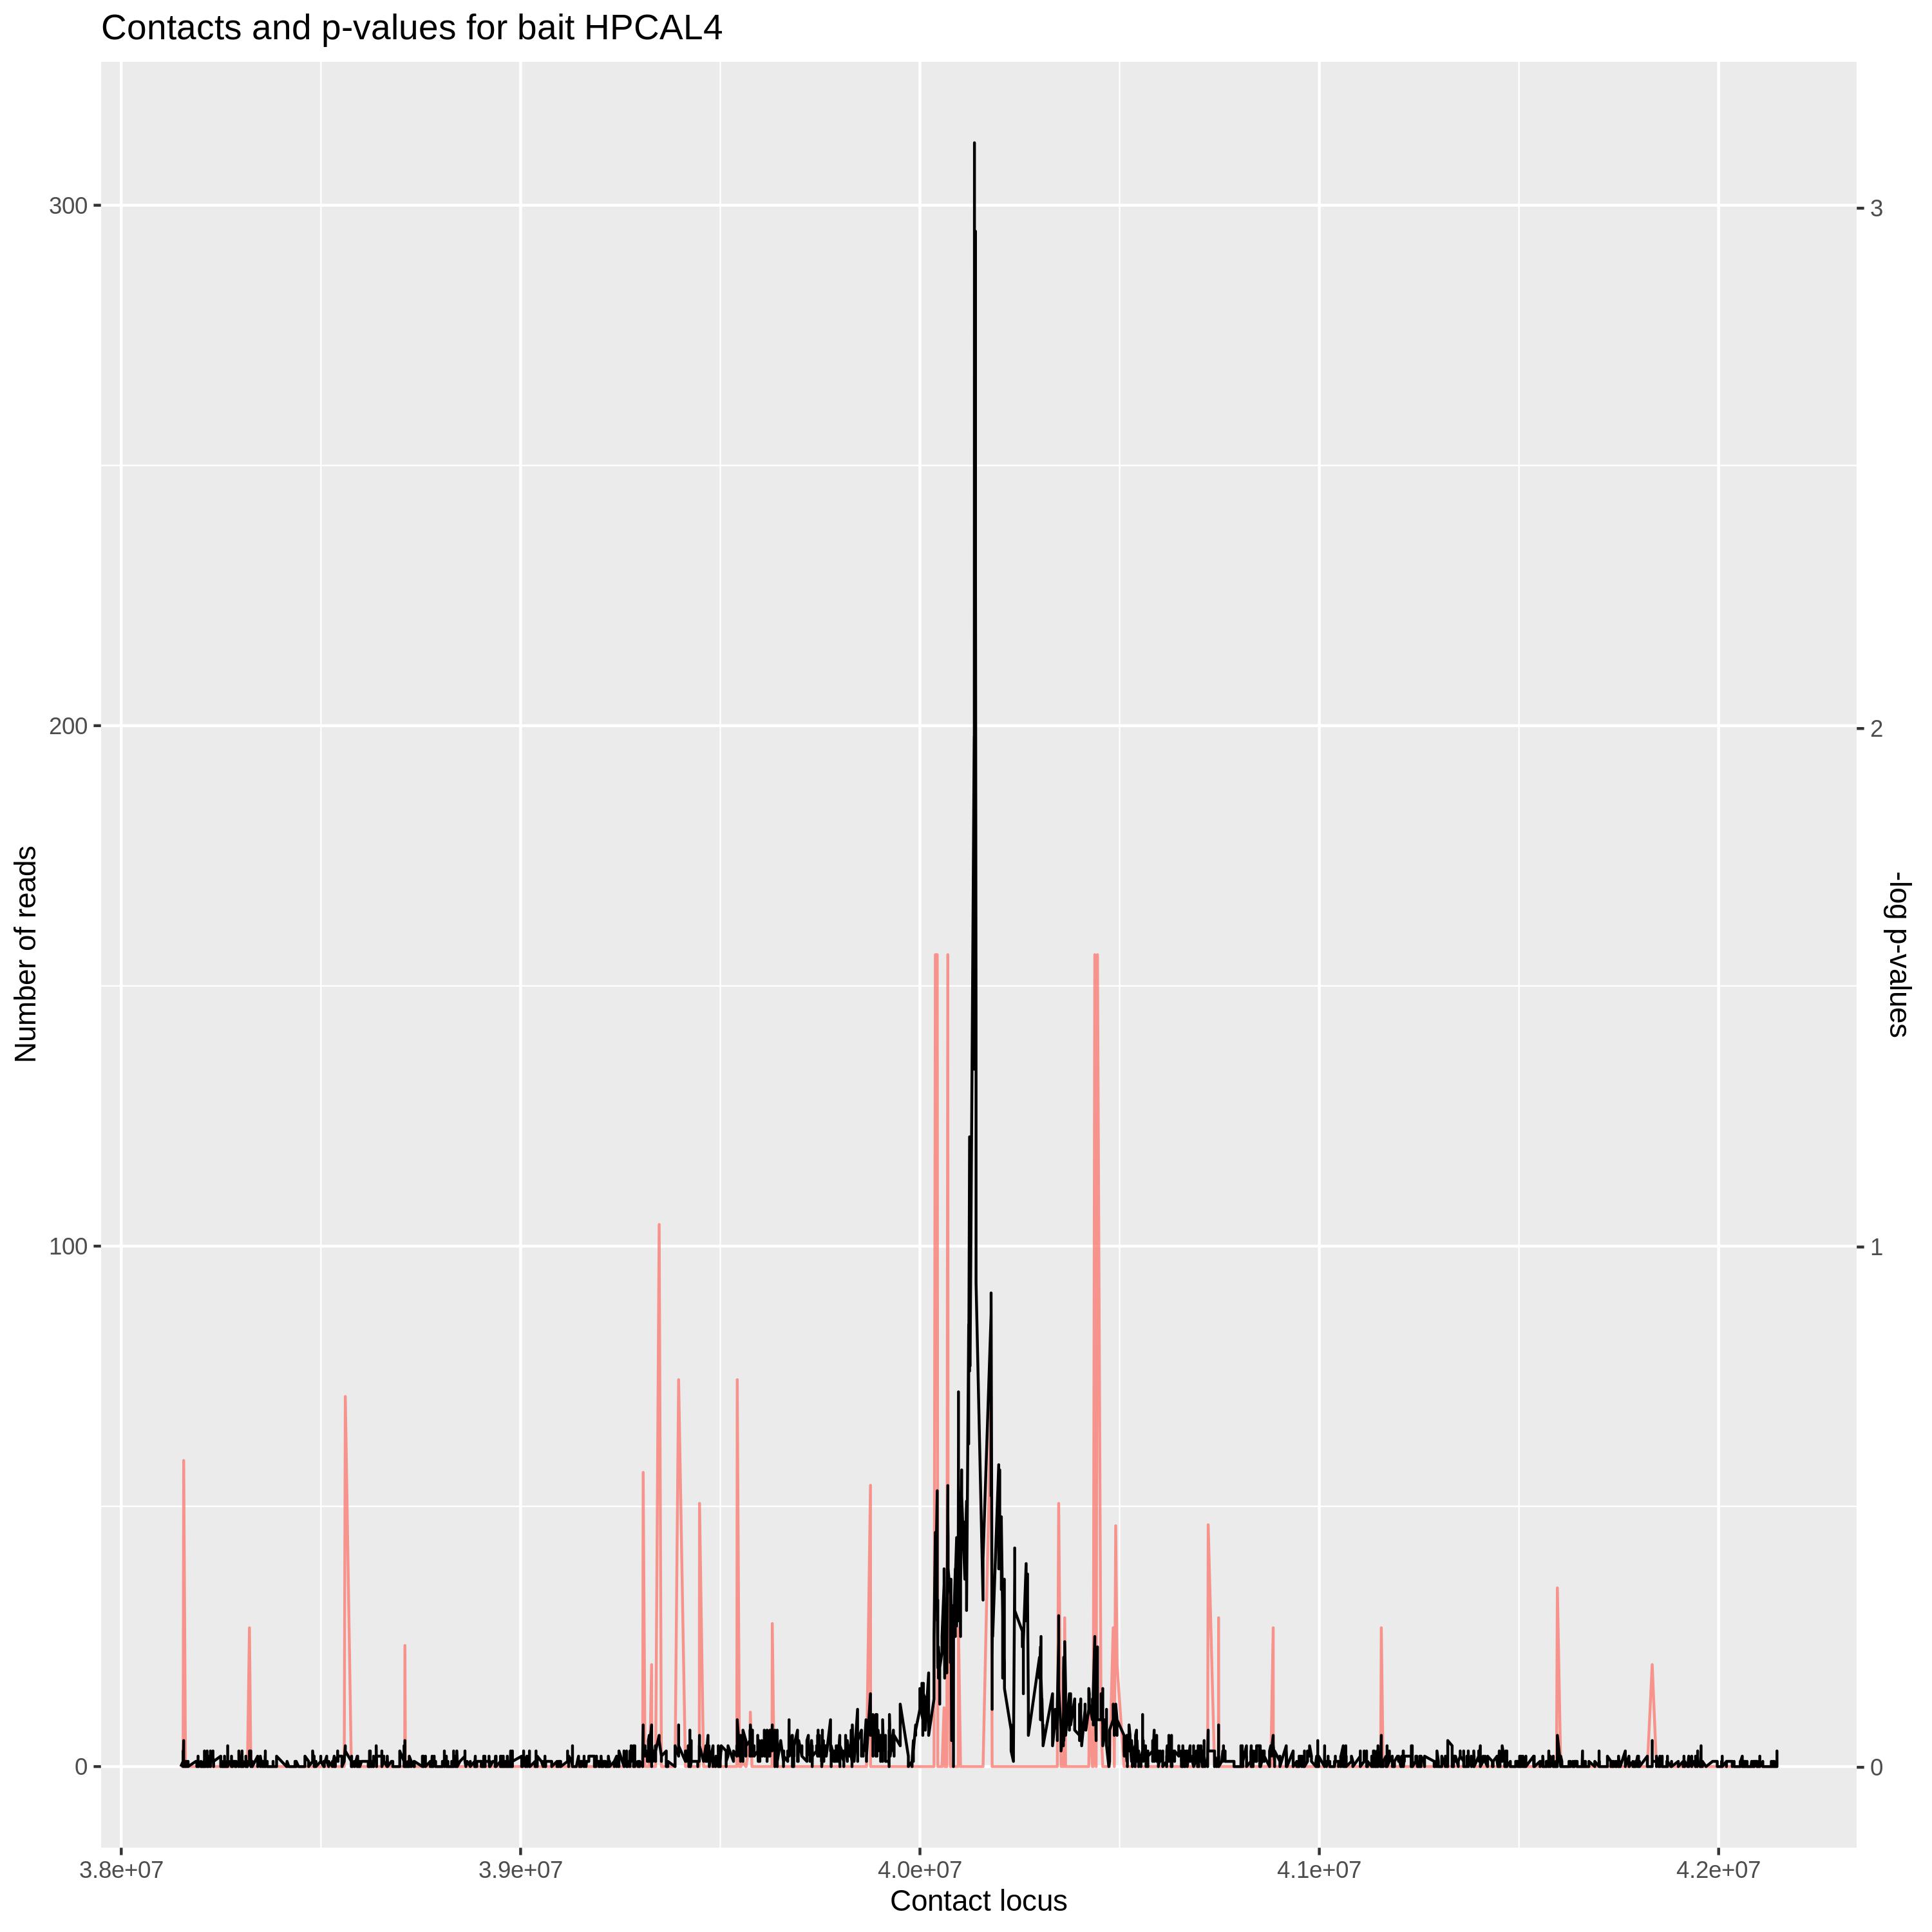 Contacts and p-values for bait HPCAL4
300
200
100
0
Number of reads
3
2
1
0
-log p-values
3.8e+07 3.9e+07 4.0e+07 4.1e+07 4.2e+07
Contact locus